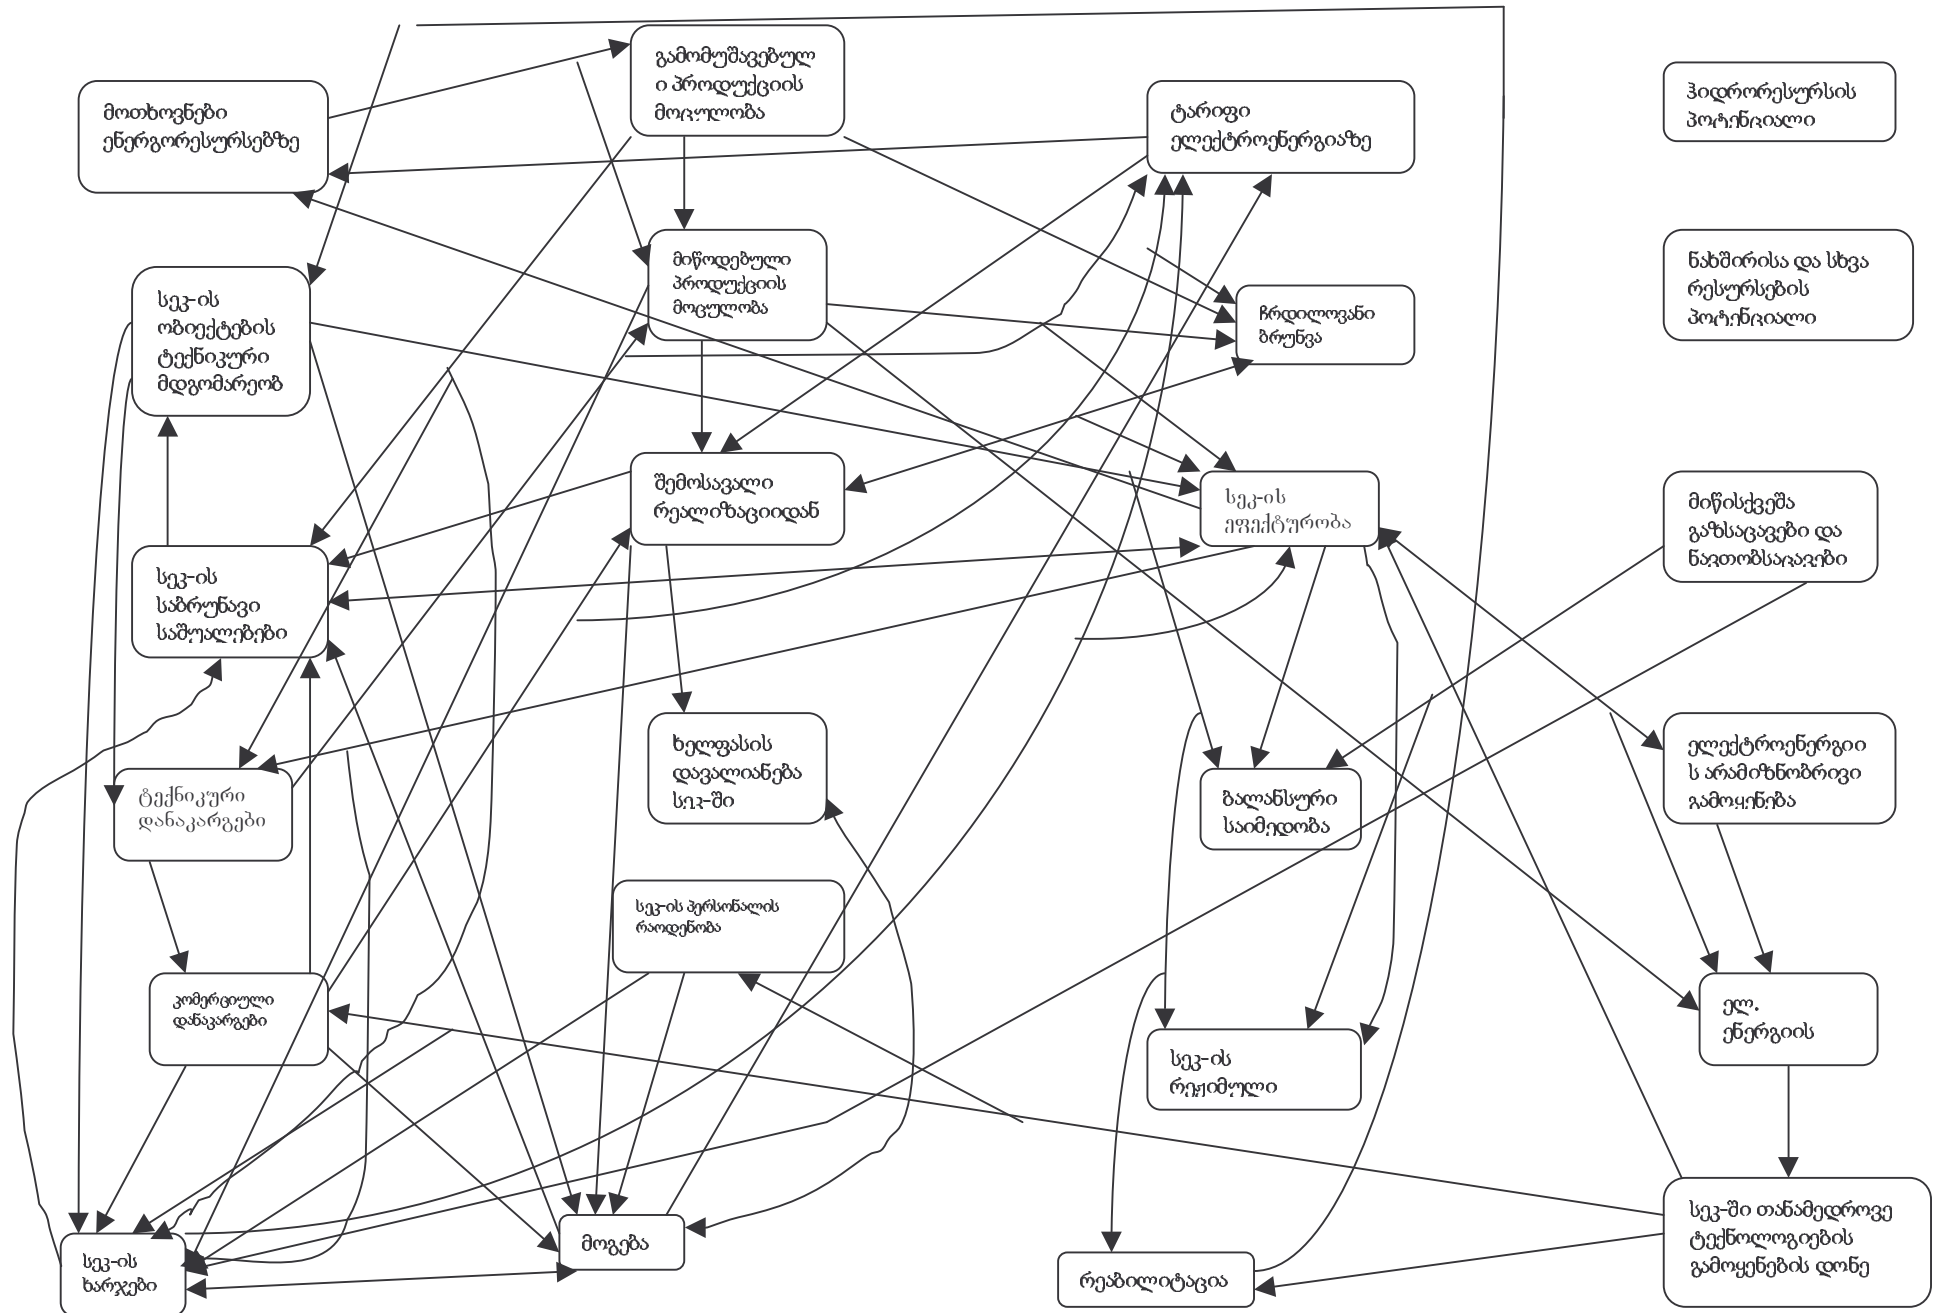 გამომუშავებულ
ი პროდუქციის
მოცულობა
მოთხოვნები
ენერგორესურსებზე
ტარიფი
ელექტროენერგიაზე
ჰიდრორესურსის
პოტენციალი
მიწოდებული
პროდუქციის
მოცულობა
ნახშირისა და სხვა
რესურსების
პოტენციალი
სეკ-ის
ობიექტების
ტექნიკური
მდგომარეობ
ჩრდილოვანი
ბრუნვა
შემოსავალი
რეალიზაციიდან
სეკ-ის
ეფექტურობა
მიწისქვეშა
გაზსაცავები და
ნავთობსაცავები
სეკ-ის
საბრუნავი
საშუალებები
ხელფასის
დავალიანება
სეკ-ში
ელექტროენერგიი
ს არამიზნობრივი
გამოყენება
ტექნიკური
დანაკარგები
ბალანსური
საიმედობა
სეკ-ის პერსონალის
რაოდენობა
კომერციული
დანაკარგები
ელ.
ენერგიის
სეკ-ის
რეჟიმული
სეკ-ში თანამედროვე
ტექნოლოგიების
გამოყენების დონე
მოგება
სეკ-ის
ხარჯები
რეაბილიტაცია